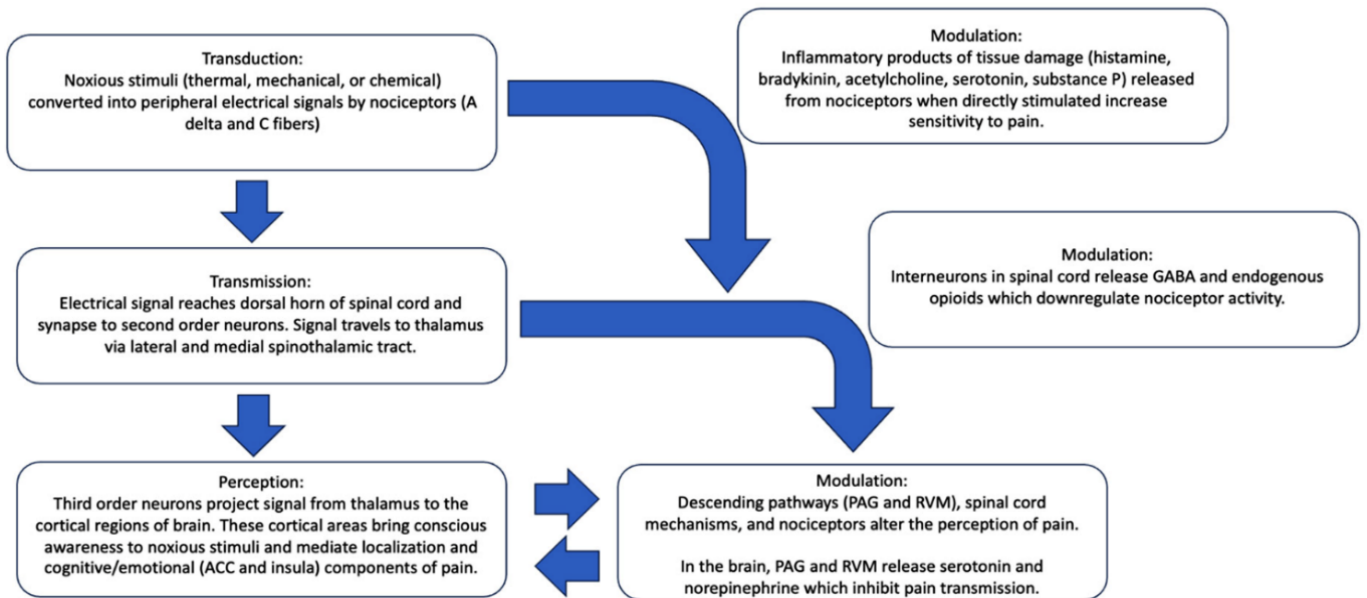 Transduction:
Noxious stimuli (thermal, mechanical, or chemical)
converted into peripheral electrical signals by nociceptors (A
delta and C fibers)
Modulation:
Inflammatory products of tissue damage (histamine,
bradykinin, acetylcholine, serotonin, substance P) released
from nociceptors when directly stimulated increase
sensitivity to pain.
Transmission:
Electrical signal reaches dorsal horn of spinal cord and
synapse to second order neurons. Signal travels to thalamus
via lateral and medial spinothalamic tract.
Modulation:
Interneurons in spinal cord release GABA and endogenous
opioids which downregulate nociceptor activity.
Perception:
Third order neurons project signal from thalamus to the
cortical regions of brain. These cortical areas bring conscious
awareness to noxious stimuli and mediate localization and
cognitive/emotional (ACC and insula) components of pain.
Modulation:
Descending pathways (PAG and RVM), spinal cord
mechanisms, and nociceptors alter the perception of pain.
In the brain, PAG and RVM release serotonin and
norepinephrine which inhibit pain transmission.